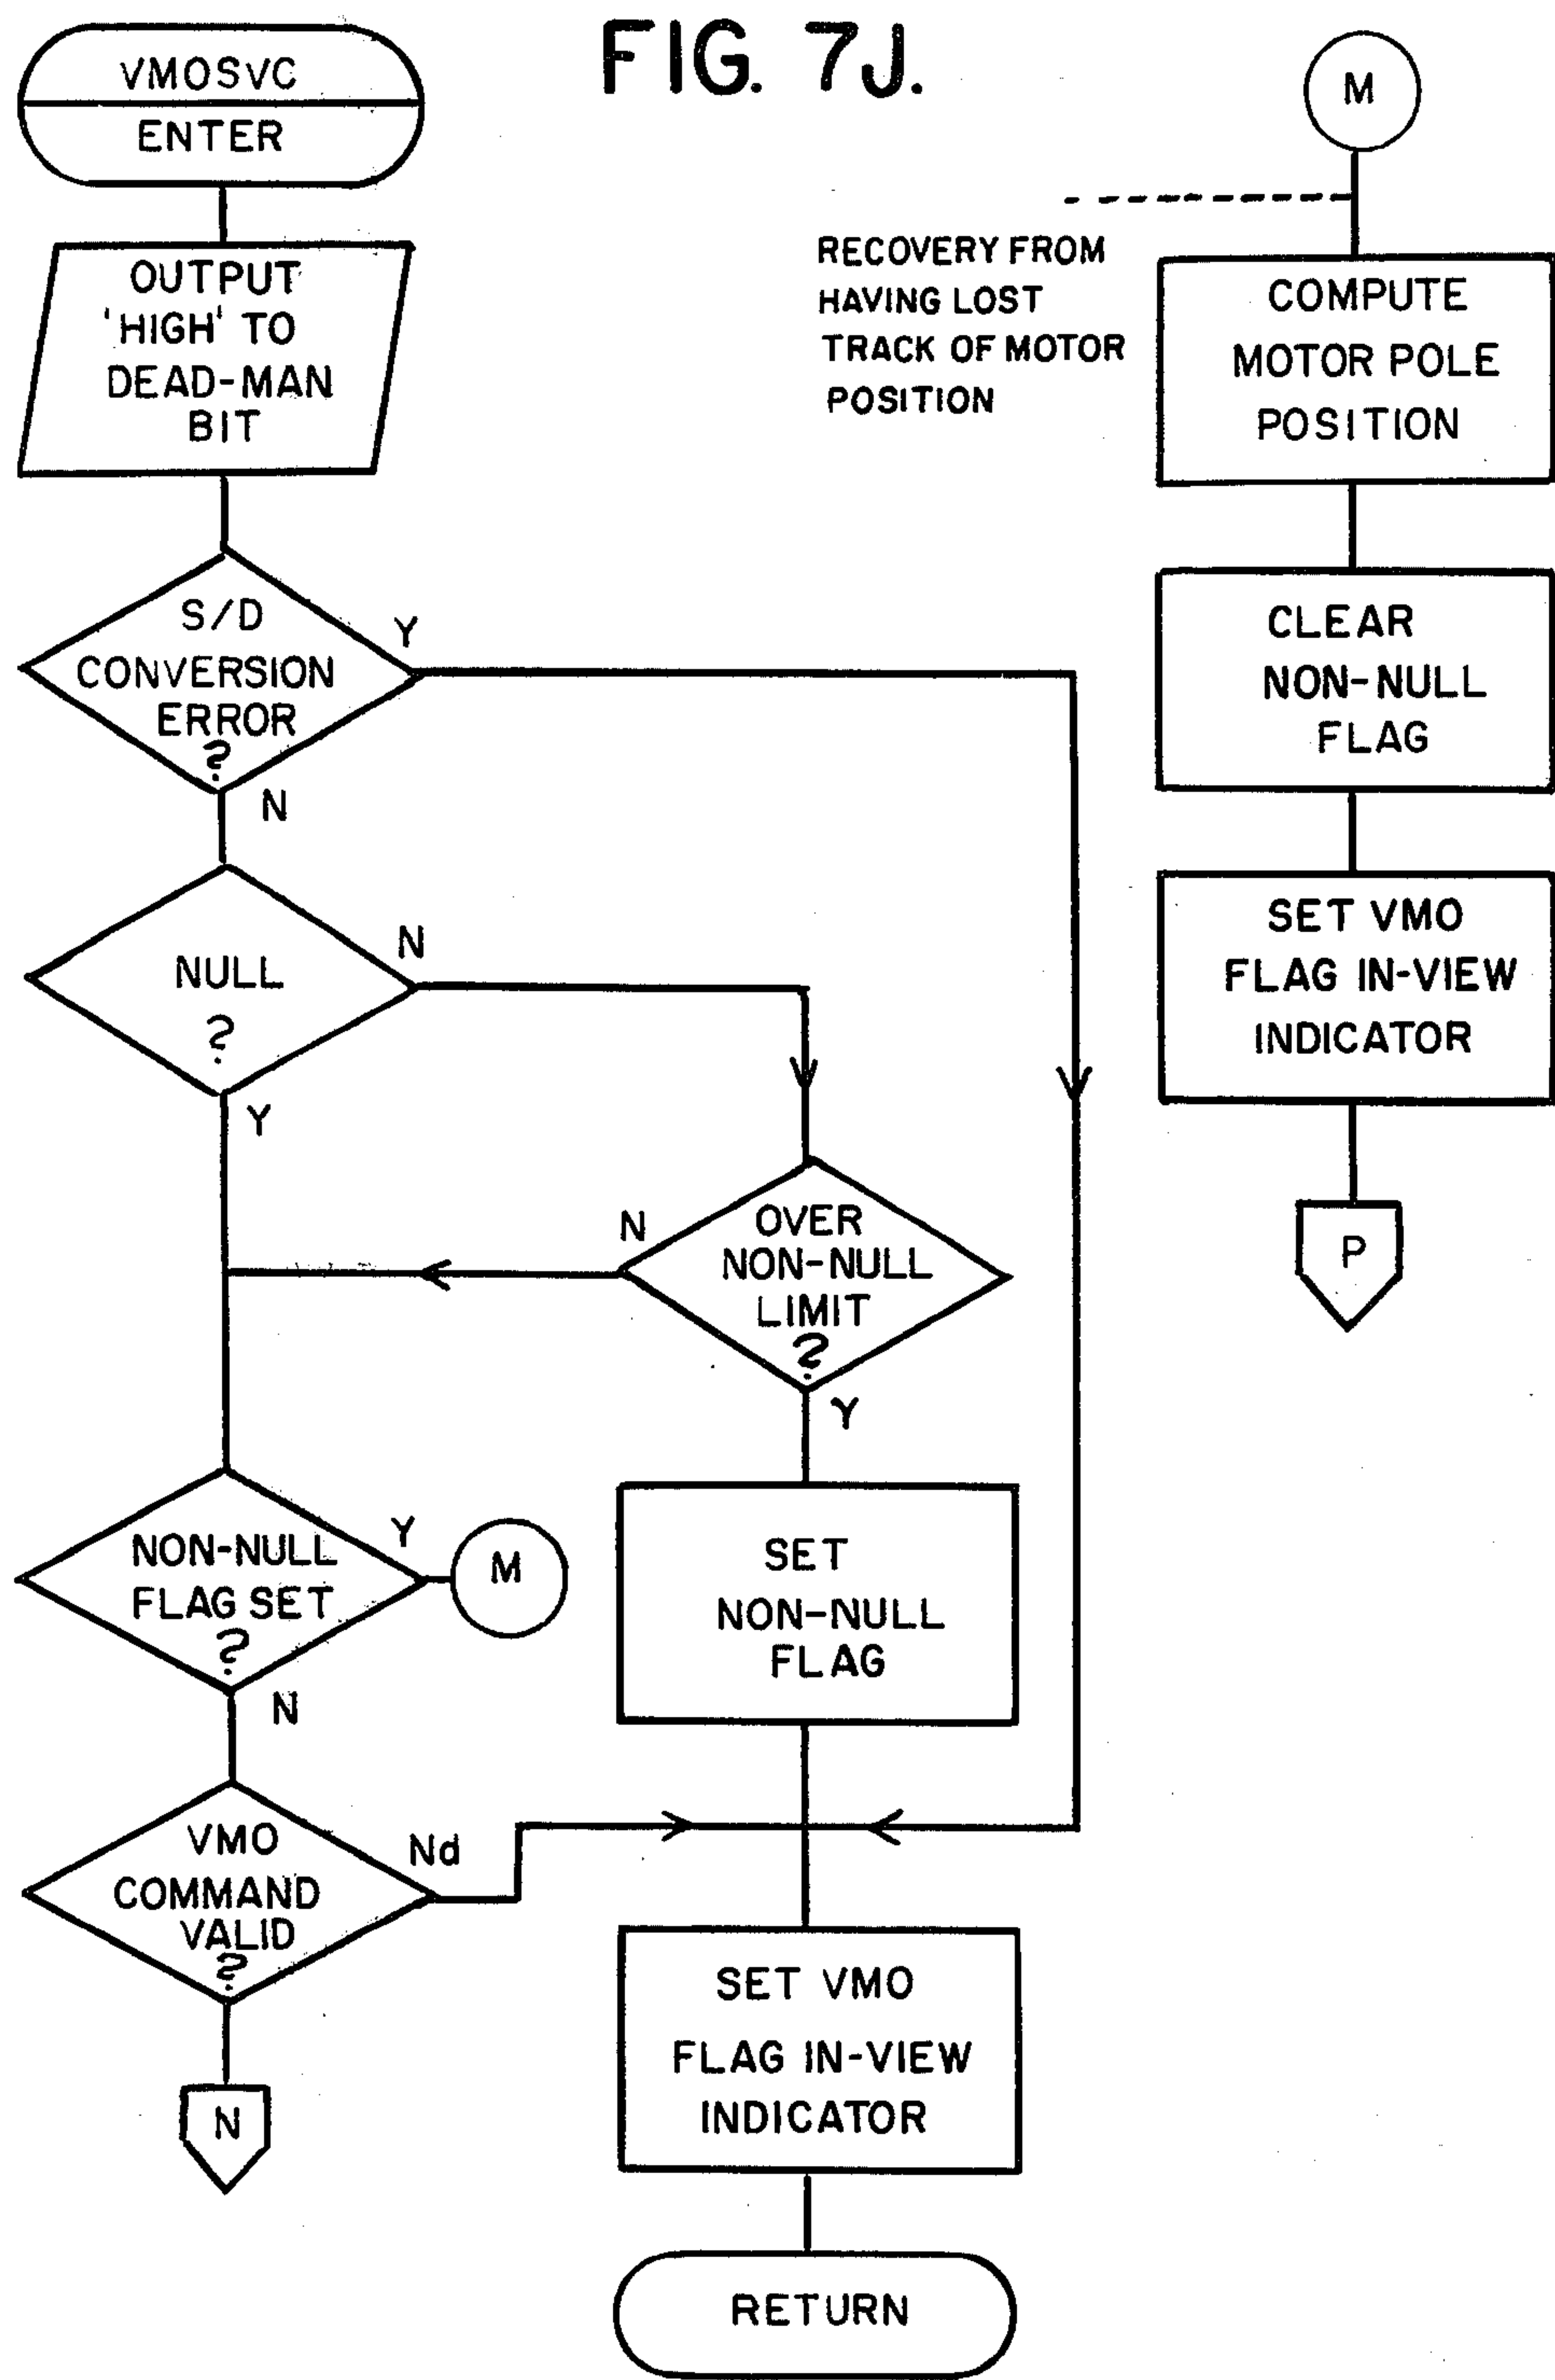 FIG. 7J.
VMOSVC
ENTER
OUTPUT
'HIGH' TO
DEAD-MAN
BIT
S/D
CONVERSION
ERROR
?
Y
N
NULL
?
N
Y
OVER
NON-NULL
LIMIT
?
N
Y
NON-NULL
FLAG SET
?
Y
M
N
SET
NON-NULL
FLAG
VMO
COMMAND
VALID
?
Nd
N
SET VMO
FLAG IN-VIEW
INDICATOR
RETURN
M
RECOVERY FROM
HAVING LOST
TRACK OF MOTOR
POSITION
COMPUTE
MOTOR POLE
POSITION
CLEAR
NON-NULL
FLAG
SET VMO
FLAG IN-VIEW
INDICATOR
P